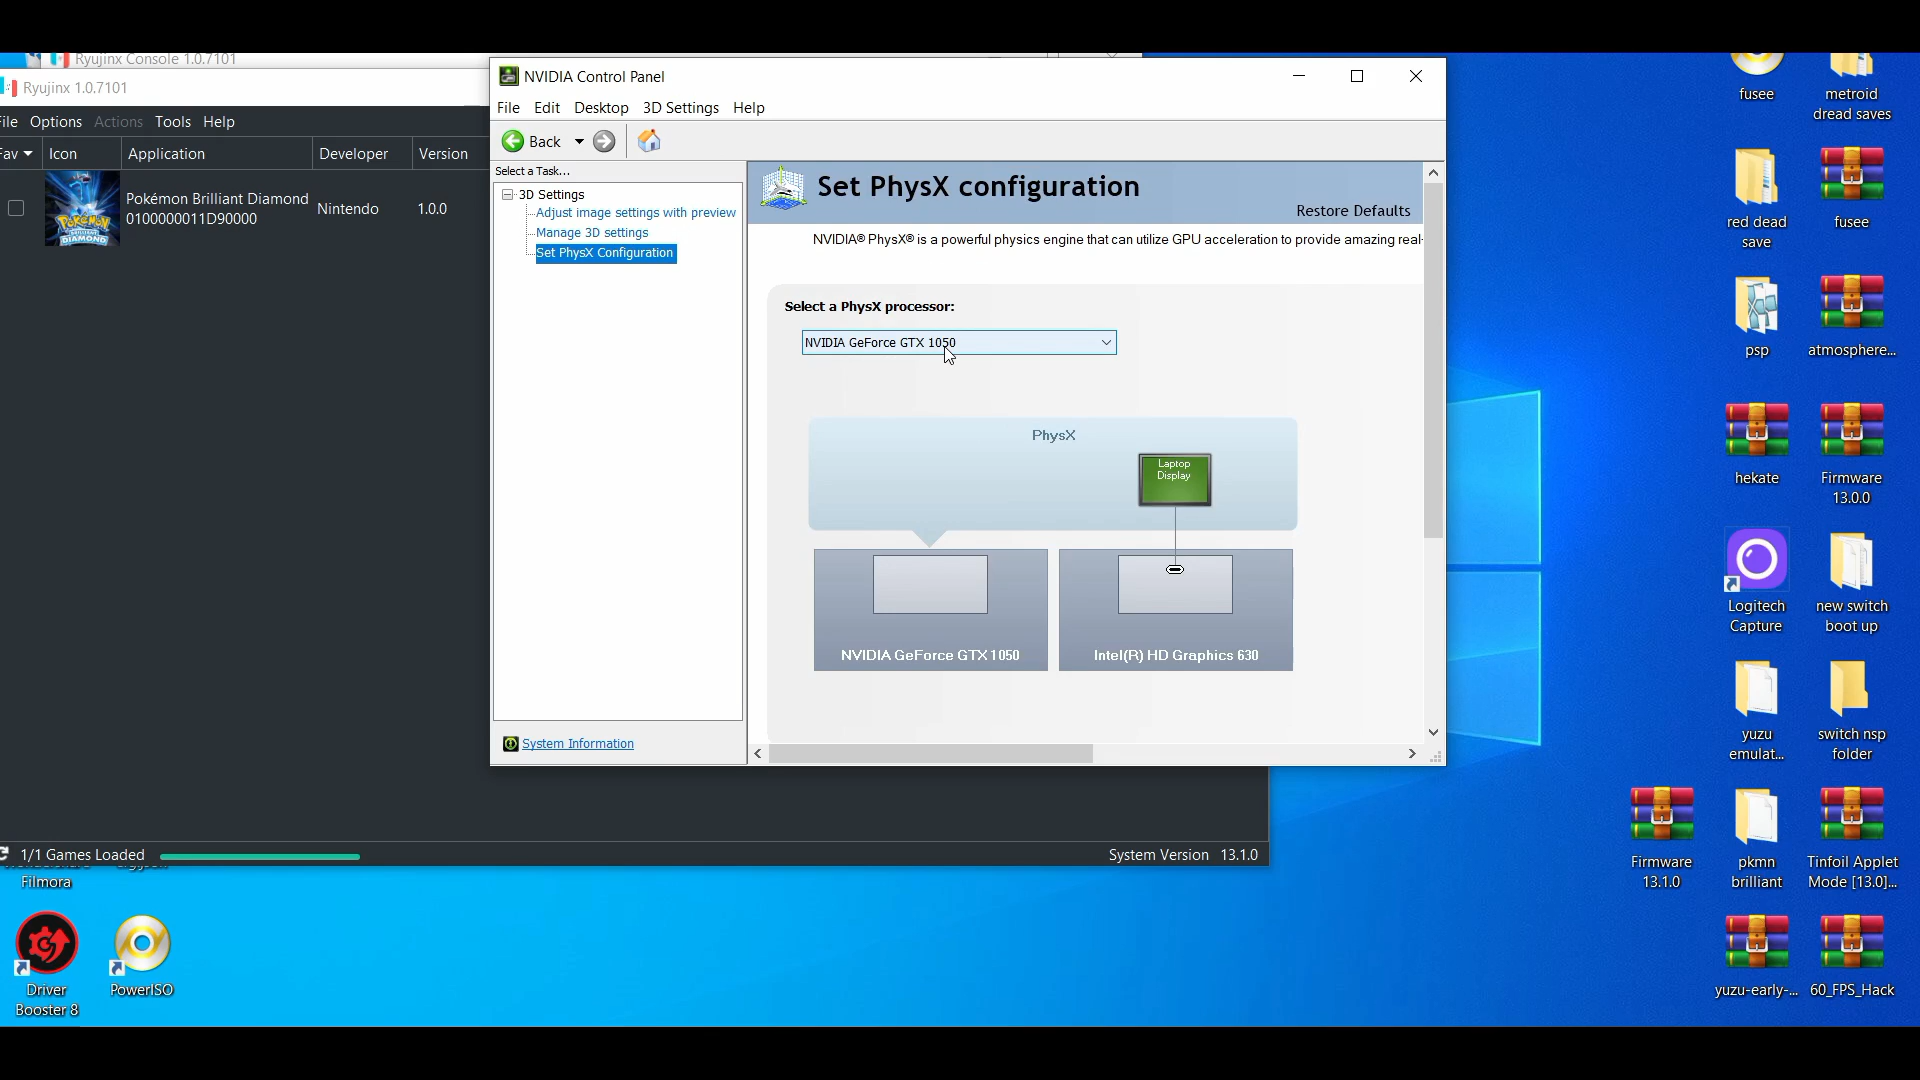 Ryujinx Console 1.0.7101
Ryujinx 1.0.7101
File Options Actions Tools Help
Fav Icon Application Developer Version
Pokémon Brilliant Diamond
0100000011D90000
Nintendo
1.0.0
POKéMON
BRILLIANT
DIAMOND
1/1 Games Loaded
System Version 13.1.0
NVIDIA Control Panel
File Edit Desktop 3D Settings Help
Back
Select a Task...
3D Settings
Adjust image settings with preview
Manage 3D settings
Set PhysX Configuration
System Information
Set PhysX configuration
Restore Defaults
NVIDIA® PhysX® is a powerful physics engine that can utilize GPU acceleration to provide amazing real-
Select a PhysX processor:
NVIDIA GeForce GTX 1050
PhysX
Laptop
Display
NVIDIA GeForce GTX 1050
Intel(R) HD Graphics 630
fusee
metroid
dread saves
red dead
save
fusee
psp
atmosphere...
hekate
Firmware
13.0.0
Logitech
Capture
new switch
boot up
yuzu
emulat...
switch nsp
folder
Firmware
13.1.0
pkmn
brilliant
Tinfoil Applet
Mode [13.0]...
yuzu-early-...
60_FPS_Hack
Filmora
Driver
Booster 8
PowerISO